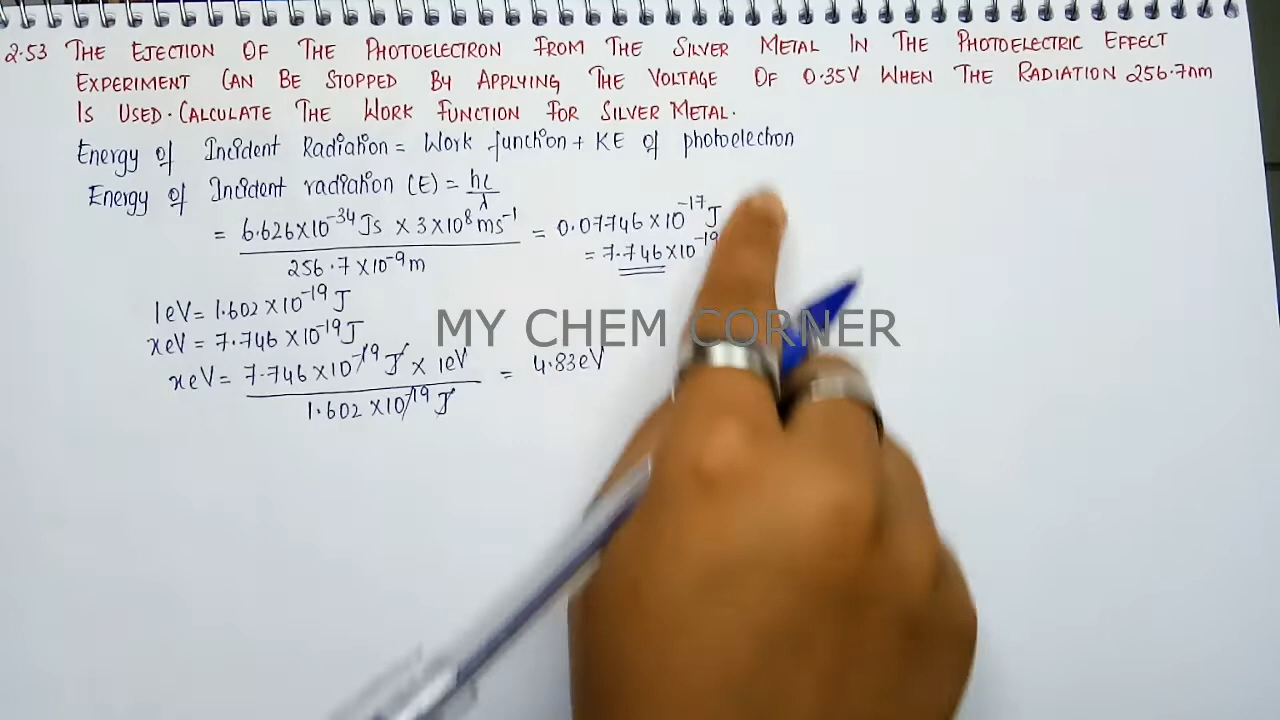 2.53 THE EJECTION OF THE PHOTOELECTRON FROM THE SILVER METAL IN THE PHOTOELECTRIC EFFECT
EXPERIMENT CAN BE STOPPED BY APPLYING THE VOLTAGE OF 0.35V WHEN THE RADIATION 256.7nm
IS USED. CALCULATE THE WORK FUNCTION FOR SILVER METAL.
Energy of Incident Radiation = Work function + KE of photoelectron
Energy of Incident radiation (E) = hc/λ
= 6.626×10⁻³⁴ Js × 3×10⁸ ms⁻¹ / 256.7 ×10⁻⁹ m = 0.07746 ×10⁻¹⁷ J
= 7.746 ×10⁻¹⁹
1eV = 1.602 ×10⁻¹⁹ J
xeV = 7.746 ×10⁻¹⁹ J
xeV = 7.746 ×10⁻¹⁹ J × 1eV / 1.602 ×10⁻¹⁹ J = 4.83eV
MY CHEM CORNER